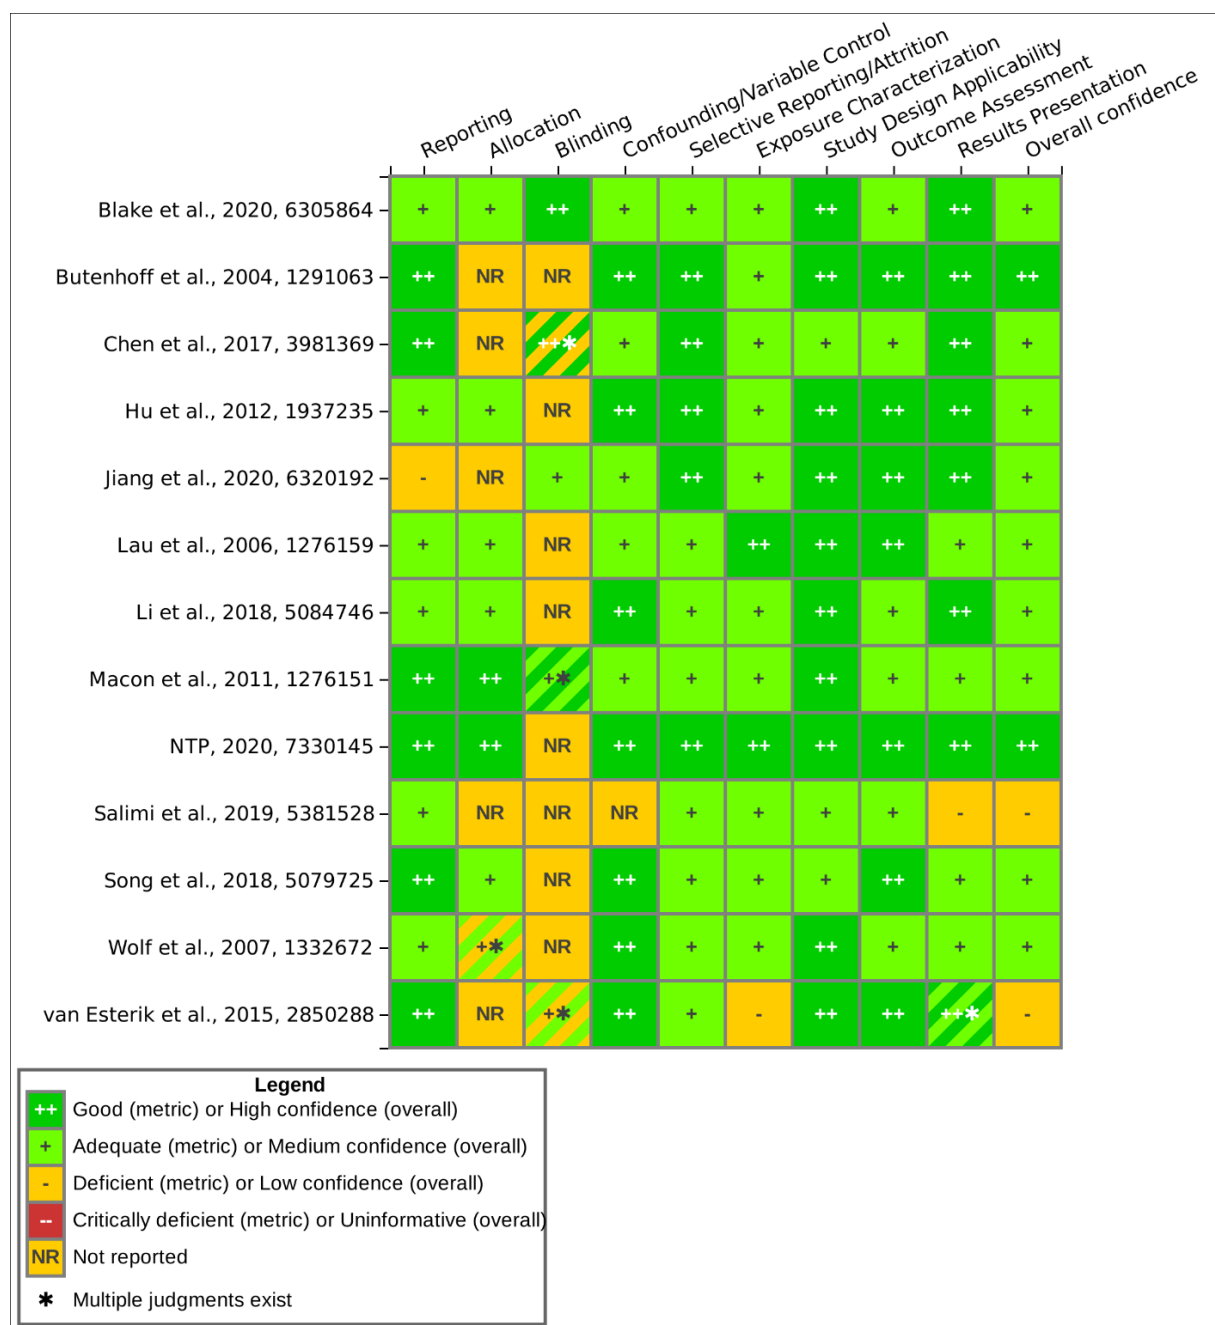 Reporting
Allocation
Blinding
Confounding/Variable Control
Selective Reporting/Attrition
Exposure Characterization
Study Design Applicability
Outcome Assessment
Results Presentation
Overall confidence
Blake et al., 2020, 6305864 + + ++ + + + ++ + ++ +
Butenhoff et al., 2004, 1291063 ++ NR NR ++ ++ + ++ ++ ++ ++
Chen et al., 2017, 3981369 ++ NR ++✱ + ++ + + + ++ +
Hu et al., 2012, 1937235 + + NR ++ ++ + ++ ++ ++ +
Jiang et al., 2020, 6320192 - NR + + ++ + ++ ++ ++ +
Lau et al., 2006, 1276159 + + NR + + ++ ++ ++ + +
Li et al., 2018, 5084746 + + NR ++ + + ++ + ++ +
Macon et al., 2011, 1276151 ++ ++ +✱ + + + ++ + + +
NTP, 2020, 7330145 ++ ++ NR ++ ++ ++ ++ ++ ++ ++
Salimi et al., 2019, 5381528 + NR NR NR + + + + - -
Song et al., 2018, 5079725 ++ + NR ++ + + + ++ + +
Wolf et al., 2007, 1332672 + +✱ NR ++ + + ++ + + +
van Esterik et al., 2015, 2850288 ++ NR +✱ ++ + - ++ ++ ++✱ -
Legend
++ Good (metric) or High confidence (overall)
+ Adequate (metric) or Medium confidence (overall)
- Deficient (metric) or Low confidence (overall)
-- Critically deficient (metric) or Uninformative (overall)
NR Not reported
✱ Multiple judgments exist